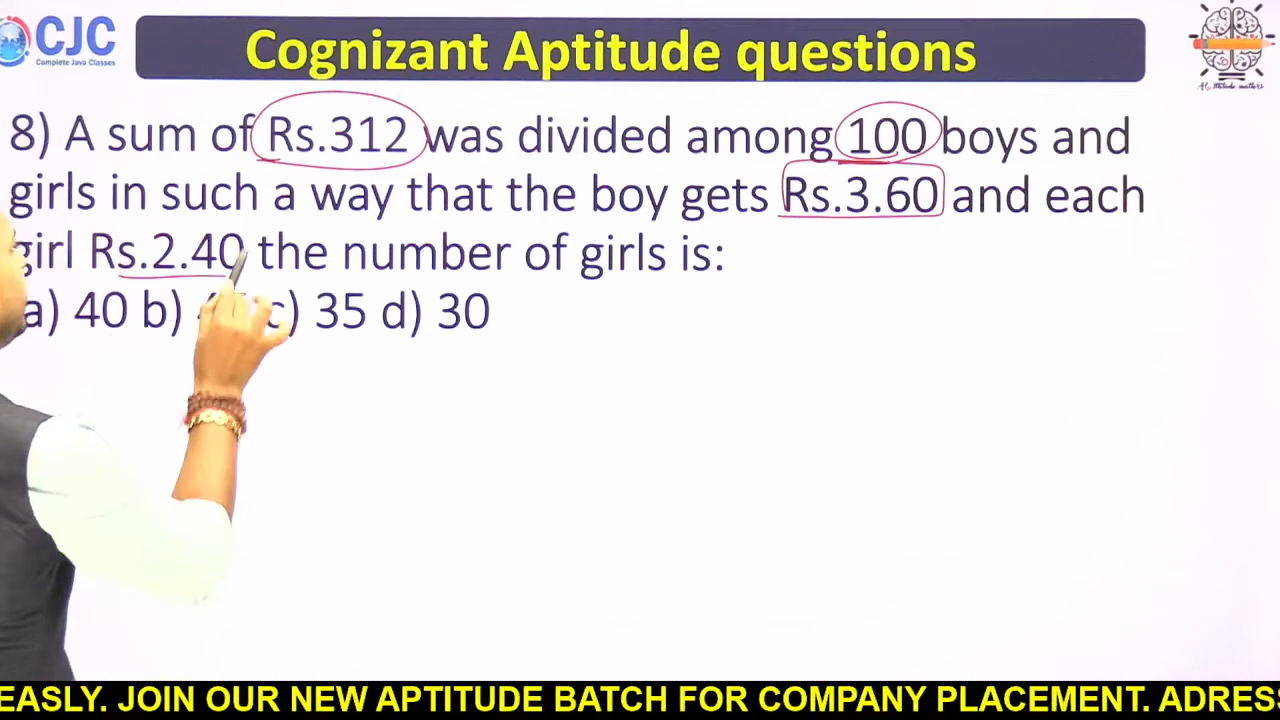 CJC
Complete Java Classes
Cognizant Aptitude questions
8) A sum of Rs.312 was divided among 100 boys and
girls in such a way that the boy gets Rs.3.60 and each
girl Rs.2.40 the number of girls is:
a) 40 b) c) 35 d) 30
EASLY. JOIN OUR NEW APTITUDE BATCH FOR COMPANY PLACEMENT. ADRESS